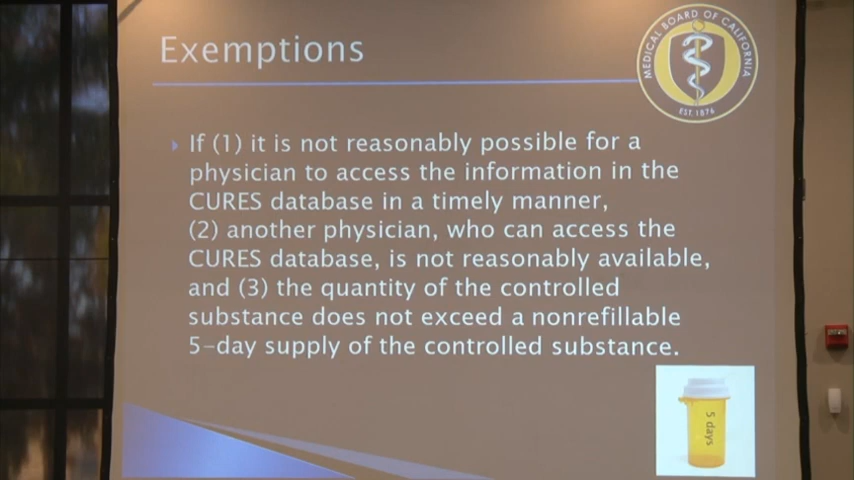 Exemptions
MEDICAL BOARD OF CALIFORNIA
EST. 1876
If (1) it is not reasonably possible for a
physician to access the information in the
CURES database in a timely manner,
(2) another physician, who can access the
CURES database, is not reasonably available,
and (3) the quantity of the controlled
substance does not exceed a nonrefillable
5-day supply of the controlled substance.
5 days